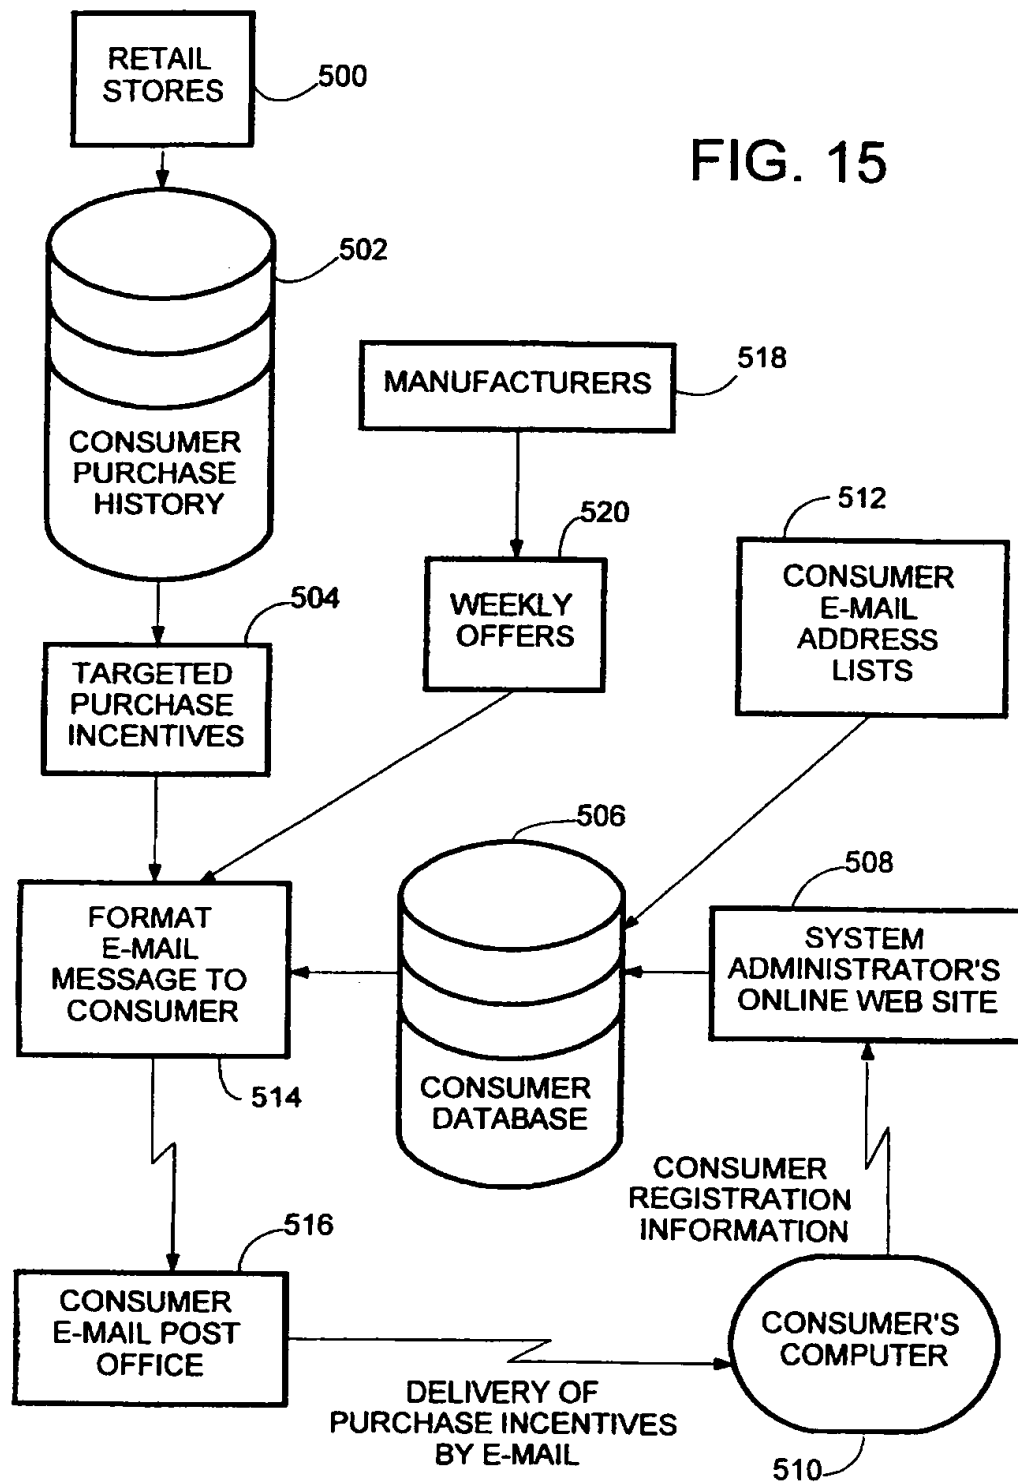 RETAIL
STORES
500
FIG. 15
502
CONSUMER
PURCHASE
HISTORY
MANUFACTURERS
518
520
WEEKLY
OFFERS
512
CONSUMER
E-MAIL
ADDRESS
LISTS
504
TARGETED
PURCHASE
INCENTIVES
506
CONSUMER
DATABASE
508
SYSTEM
ADMINISTRATOR'S
ONLINE WEB SITE
FORMAT
E-MAIL
MESSAGE TO
CONSUMER
514
CONSUMER
REGISTRATION
INFORMATION
516
CONSUMER
E-MAIL POST
OFFICE
DELIVERY OF
PURCHASE INCENTIVES
BY E-MAIL
CONSUMER'S
COMPUTER
510